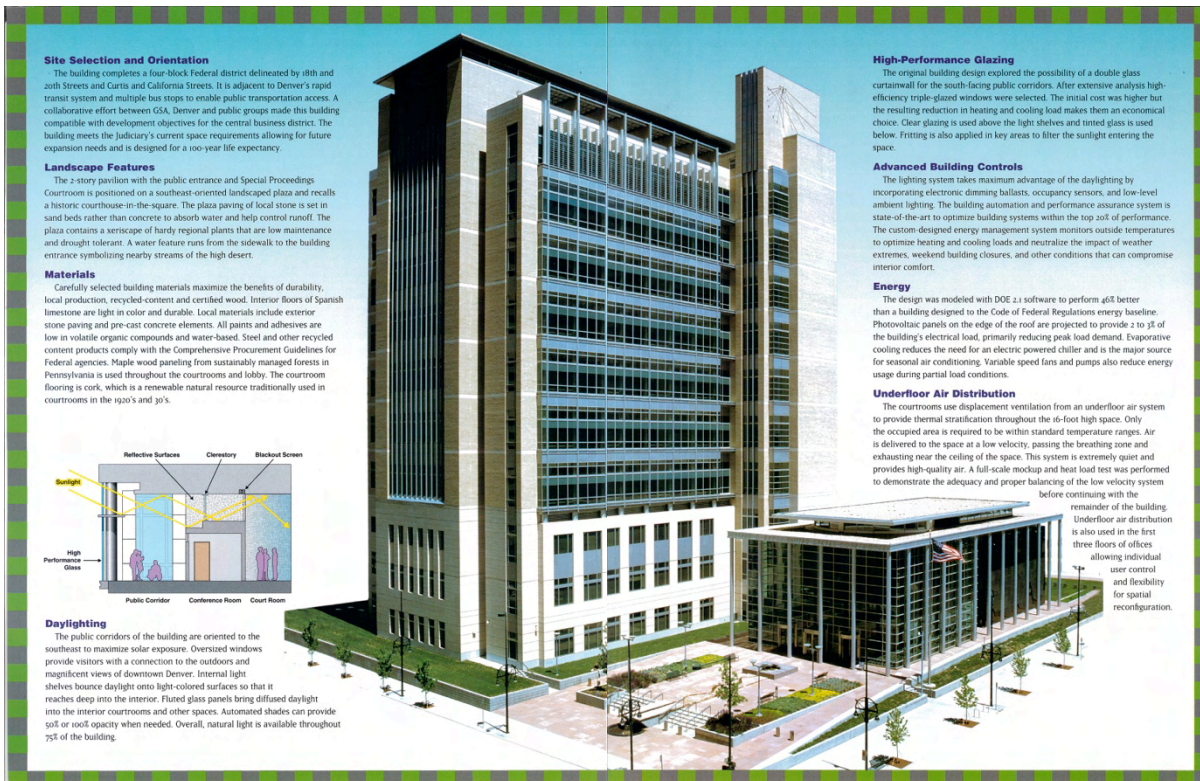 Site Selection and Orientation
The building completes a four-block Federal district delineated by 18th and
20th Streets and Curtis and California Streets. It is adjacent to Denver's rapid
transit system and multiple bus stops to enable public transportation access. A
collaborative effort between GSA, Denver and public groups made this building
compatible with development objectives for the central business district. The
building meets the Judiciary's current space requirements allowing for future
expansion needs and is designed for a 100-year life expectancy.
Landscape Features
The 2-story pavilion with the public entrance and Special Proceedings
Courtroom is positioned on a southeast-oriented landscaped plaza and recalls
a historic courthouse-in-the-square. The plaza paving of local stone is set in
sand beds rather than concrete to absorb water and help control runoff. The
plaza contains a xeriscape of hardy regional plants that are low maintenance
and drought tolerant. A water feature runs from the sidewalk to the building
entrance symbolizing nearby streams of the high desert.
Materials
Carefully selected building materials maximize the benefits of durability,
local production, recycled-content and certified wood. Interior floors of Spanish
limestone are light in color and durable. Local materials include exterior
stone paving and pre-cast concrete elements. All paints and adhesives are
low in volatile organic compounds and water-based. Steel and other recycled
content products comply with the Comprehensive Procurement Guidelines for
Federal agencies. Maple wood paneling from sustainably managed forests in
Pennsylvania is used throughout the courtrooms and lobby. The courtroom
flooring is cork, which is a renewable natural resource traditionally used in
courtrooms in the 1920's and 30's.
Reflective Surfaces Clerestory Blackout Screen
Sunlight
High
Performance
Glass
Public Corridor Conference Room Court Room
Daylighting
The public corridors of the building are oriented to the
southeast to maximize solar exposure. Oversized windows
provide visitors with a connection to the outdoors and
magnificent views of downtown Denver. Internal light
shelves bounce daylight onto light-colored surfaces so that it
reaches deep into the interior. Fluted glass panels bring diffused daylight
into the interior courtrooms and other spaces. Automated shades can provide
50% or 100% opacity when needed. Overall, natural light is available throughout
75% of the building.
High-Performance Glazing
The original building design explored the possibility of a double glass
curtainwall for the south-facing public corridors. After extensive analysis high-
efficiency triple-glazed windows were selected. The initial cost was higher but
the resulting reduction in heating and cooling load makes them an economical
choice. Clear glazing is used above the light shelves and tinted glass is used
below. Fritting is also applied in key areas to filter the sunlight entering the
space.
Advanced Building Controls
The lighting system takes maximum advantage of the daylighting by
incorporating electronic dimming ballasts, occupancy sensors, and low-level
ambient lighting. The building automation and performance assurance system is
state-of-the-art to optimize building systems within the top 20% of performance.
The custom-designed energy management system monitors outside temperatures
to optimize heating and cooling loads and neutralize the impact of weather
extremes, weekend building closures, and other conditions that can compromise
interior comfort.
Energy
The design was modeled with DOE 2.1 software to perform 46% better
than a building designed to the Code of Federal Regulations energy baseline.
Photovoltaic panels on the edge of the roof are projected to provide 2 to 3% of
the building's electrical load, primarily reducing peak load demand. Evaporative
cooling reduces the need for an electric powered chiller and is the major source
for seasonal air conditioning. Variable speed fans and pumps also reduce energy
usage during partial load conditions.
Underfloor Air Distribution
The courtrooms use displacement ventilation from an underfloor air system
to provide thermal stratification throughout the 16-foot high space. Only
the occupied area is required to be within standard temperature ranges. Air
is delivered to the space at a low velocity, passing the breathing zone and
exhausting near the ceiling of the space. This system is extremely quiet and
provides high-quality air. A full-scale mockup and heat load test was performed
to demonstrate the adequacy and proper balancing of the low velocity system
before continuing with the
remainder of the building.
Underfloor air distribution
is also used in the first
three floors of offices
allowing individual
user control
and flexibility
for spatial
reconfiguration.